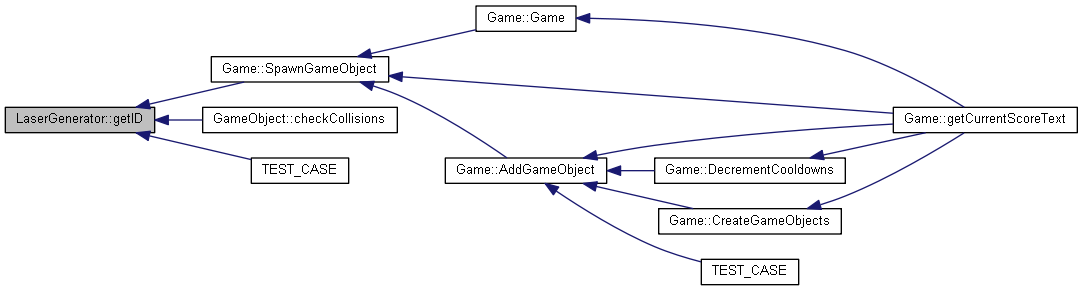 Game::Game
Game::SpawnGameObject
LaserGenerator::getID
GameObject::checkCollisions
Game::getCurrentScoreText
TEST_CASE
Game::AddGameObject
Game::DecrementCooldowns
Game::CreateGameObjects
TEST_CASE